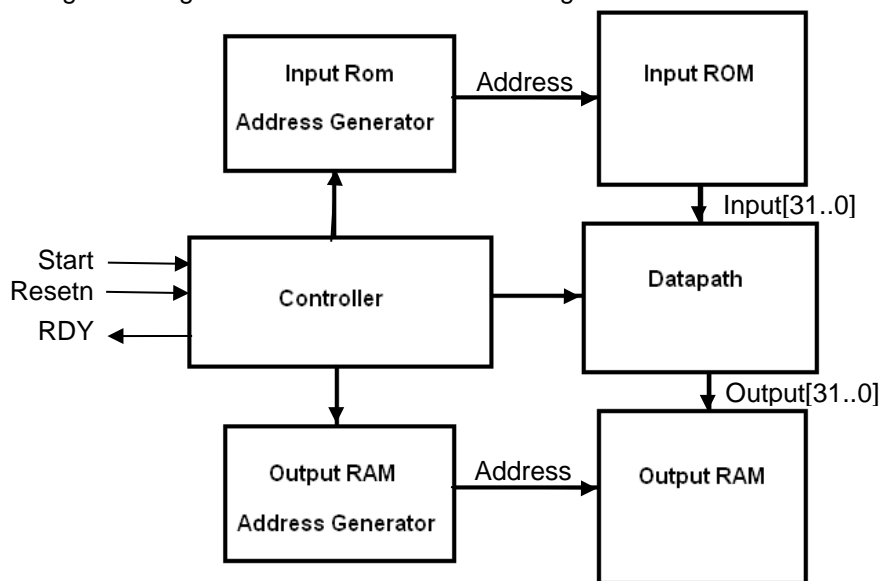 Input Rom
Address Generator
Address
Input ROM
Input[31..0]
Start
Resetn
RDY
Controller
Datapath
Output[31..0]
Output RAM
Address Generator
Address
Output RAM